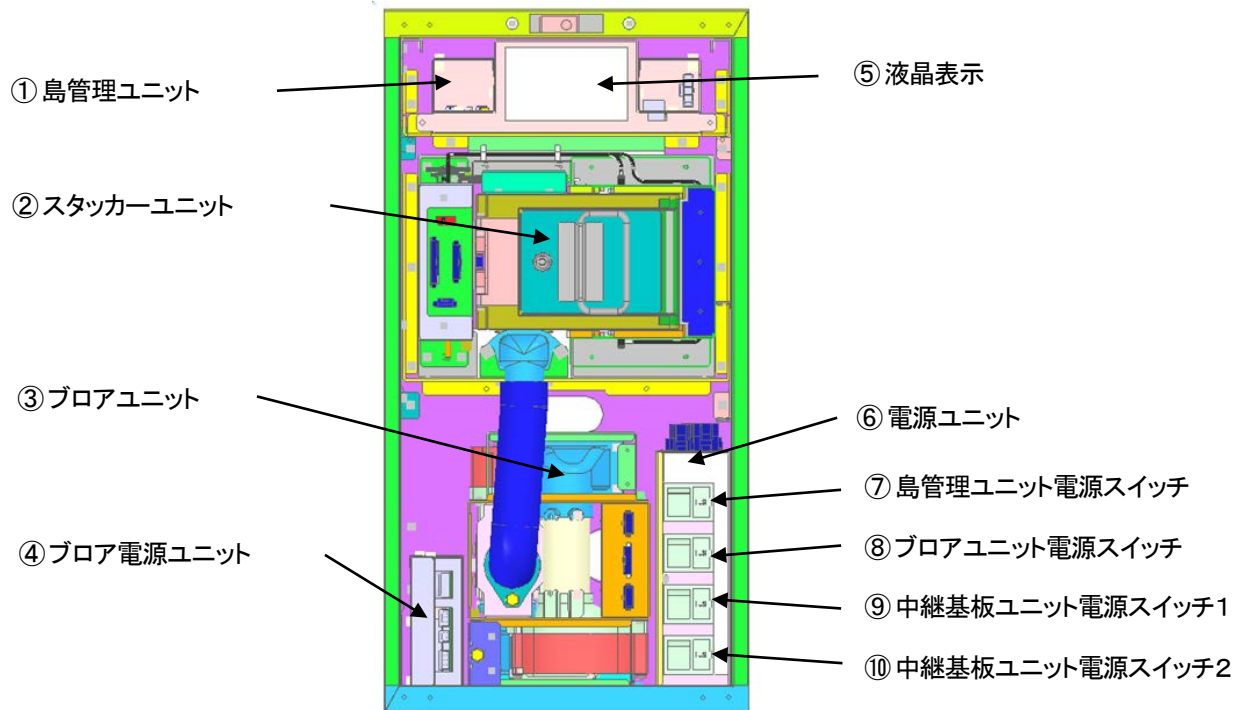 ①島管理ユニット
②スタッカーユニット
③ブロアユニット
④ブロア電源ユニット
⑤液晶表示
⑥電源ユニット
⑦島管理ユニット電源スイッチ
⑧ブロアユニット電源スイッチ
⑨中継基板ユニット電源スイッチ1
⑩中継基板ユニット電源スイッチ2